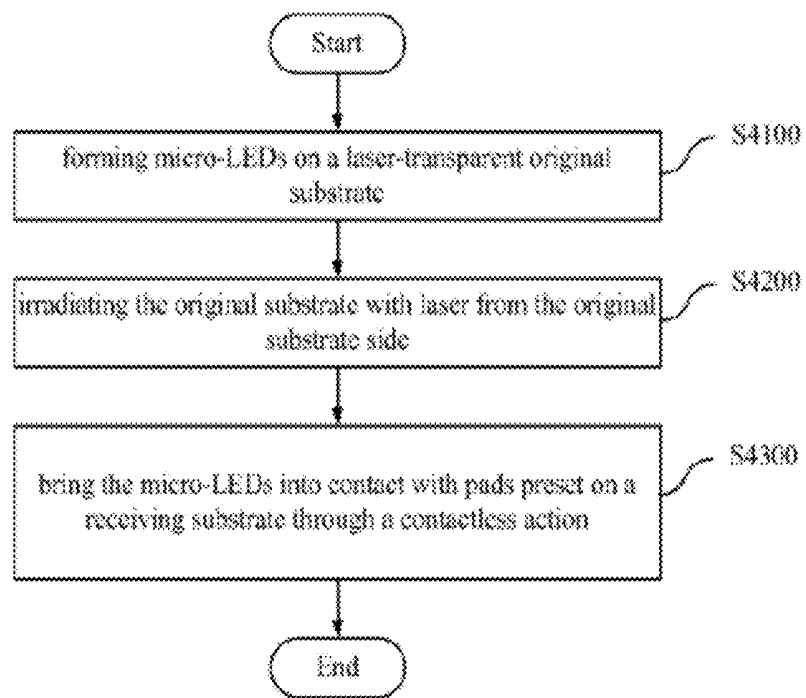 Start
forming micro-LEDs on a laser-transparent original
substrate
S4100
irradiating the original substrate with laser from the original
substrate side
S4200
bring the micro-LEDs into contact with pads preset on a
receiving substrate through a contactless action
S4300
End